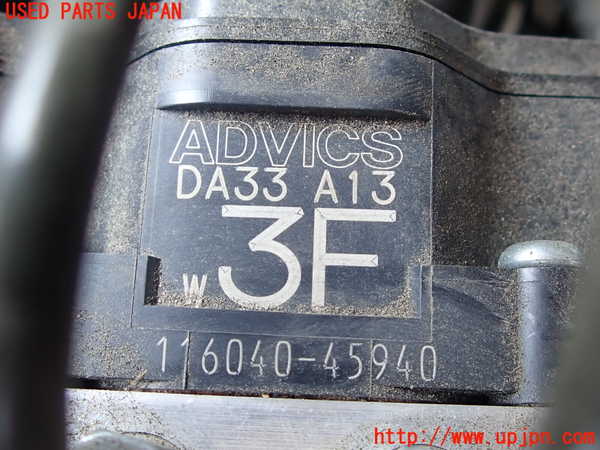 USED PARTS JAPAN
ADVICS
DA33 A13
W 3F
116040-45940
http://www.upjpn.com